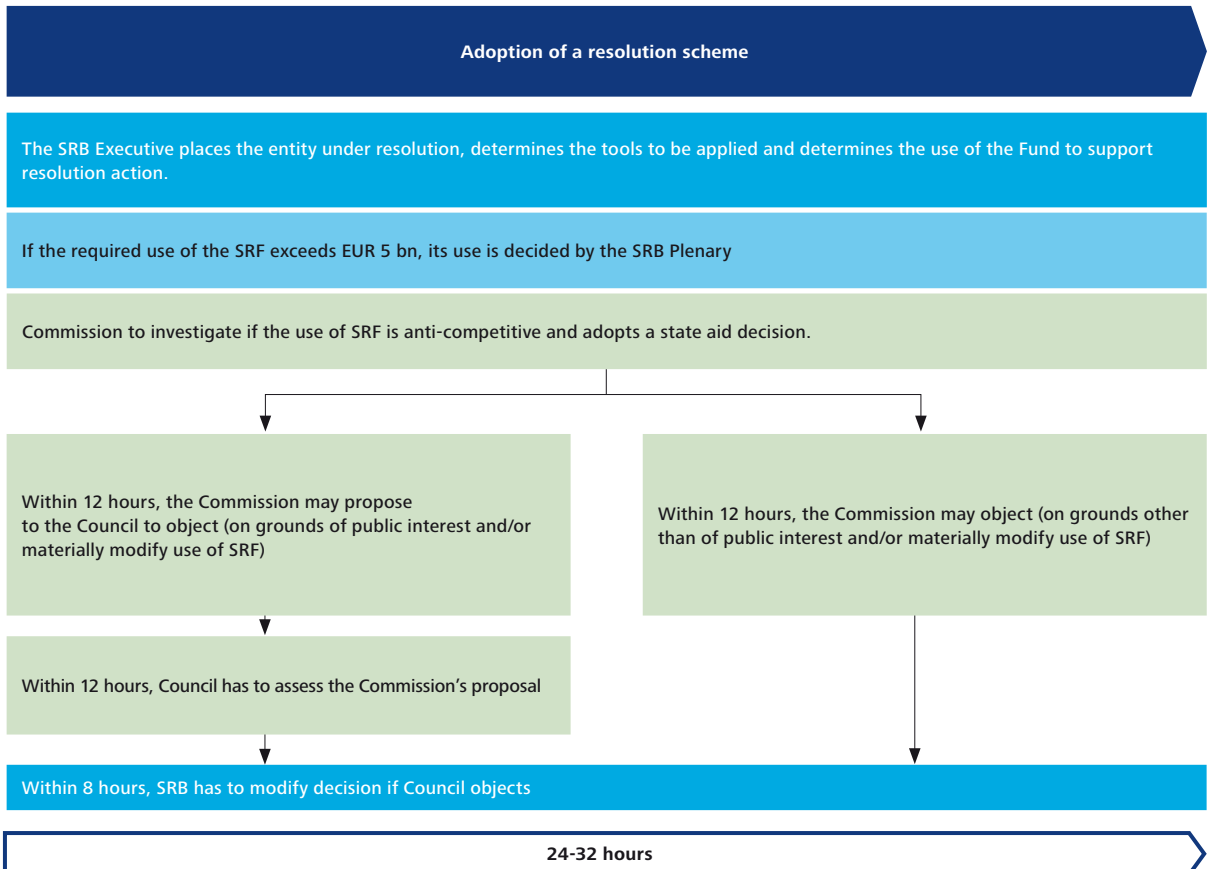 Adoption of a resolution scheme
The SRB Executive places the entity under resolution, determines the tools to be applied and determines the use of the Fund to support
resolution action.
If the required use of the SRF exceeds EUR 5 bn, its use is decided by the SRB Plenary
Commission to investigate if the use of SRF is anti-competitive and adopts a state aid decision.
Within 12 hours, the Commission may propose
to the Council to object (on grounds of public interest and/or
materially modify use of SRF)
Within 12 hours, the Commission may object (on grounds other
than of public interest and/or materially modify use of SRF)
Within 12 hours, Council has to assess the Commission’s proposal
Within 8 hours, SRB has to modify decision if Council objects
24-32 hours